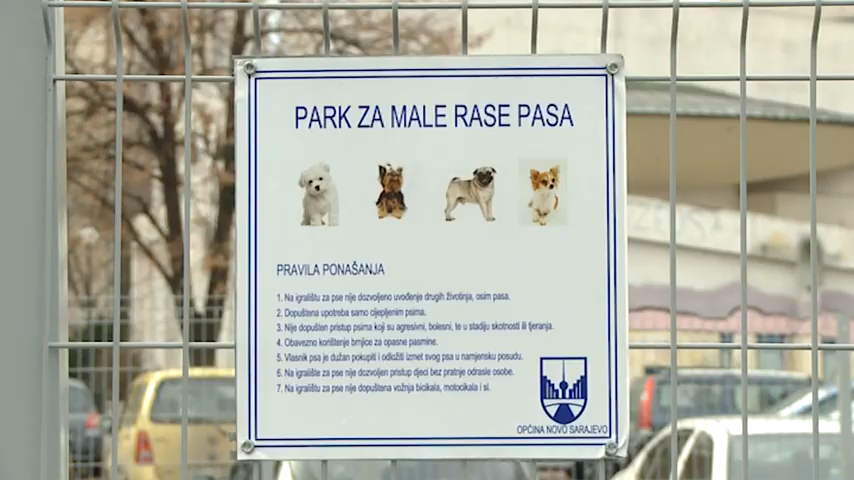 PARK ZA MALE RASE PASA
PRAVILA PONAŠANJA
1. Na igralištu za pse nije dozvoljeno uvođenje drugih životinja, osim pasa.
2. Dopuštena upotreba samo cijepljenim psima.
3. Nije dopušten pristup psima koji su agresivni, bolesni, te u stadiju skotnosti ili tjeranja.
4. Obavezno korištenje brnjice za opasne pasmine.
5. Vlasnik psa je dužan pokupiti i odložiti izmet svog psa u namjensku posudu.
6. Na igralište za pse nije dozvoljen pristup djeci bez pratnje odrasle osobe.
7. Na igralištu za pse nije dopuštena vožnja bicikala, motocikala i sl.
OPĆINA NOVO SARAJEVO